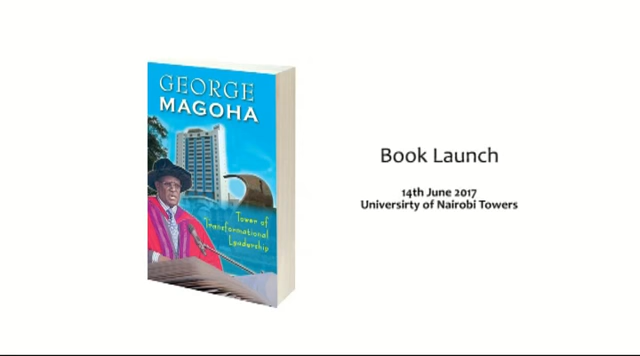 GEORGE
MAGOHA
Tower of
Transformational
Leadership
Book Launch
14th June 2017
Universirty of Nairobi Towers